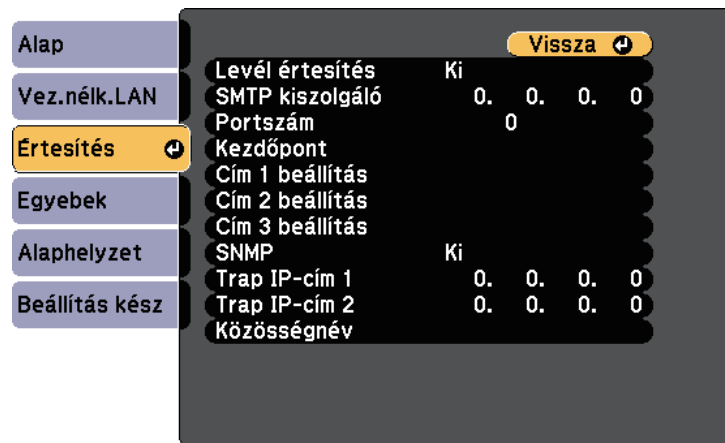 Alap
Vez.nélk.LAN
Értesítés
Egyebek
Alaphelyzet
Beállítás kész
Vissza
Levél értesítés Ki
SMTP kiszolgáló 0. 0. 0. 0
Portszám 0
Kezdőpont
Cím 1 beállítás
Cím 2 beállítás
Cím 3 beállítás
SNMP Ki
Trap IP-cím 1 0. 0. 0. 0
Trap IP-cím 2 0. 0. 0. 0
Közösségnév